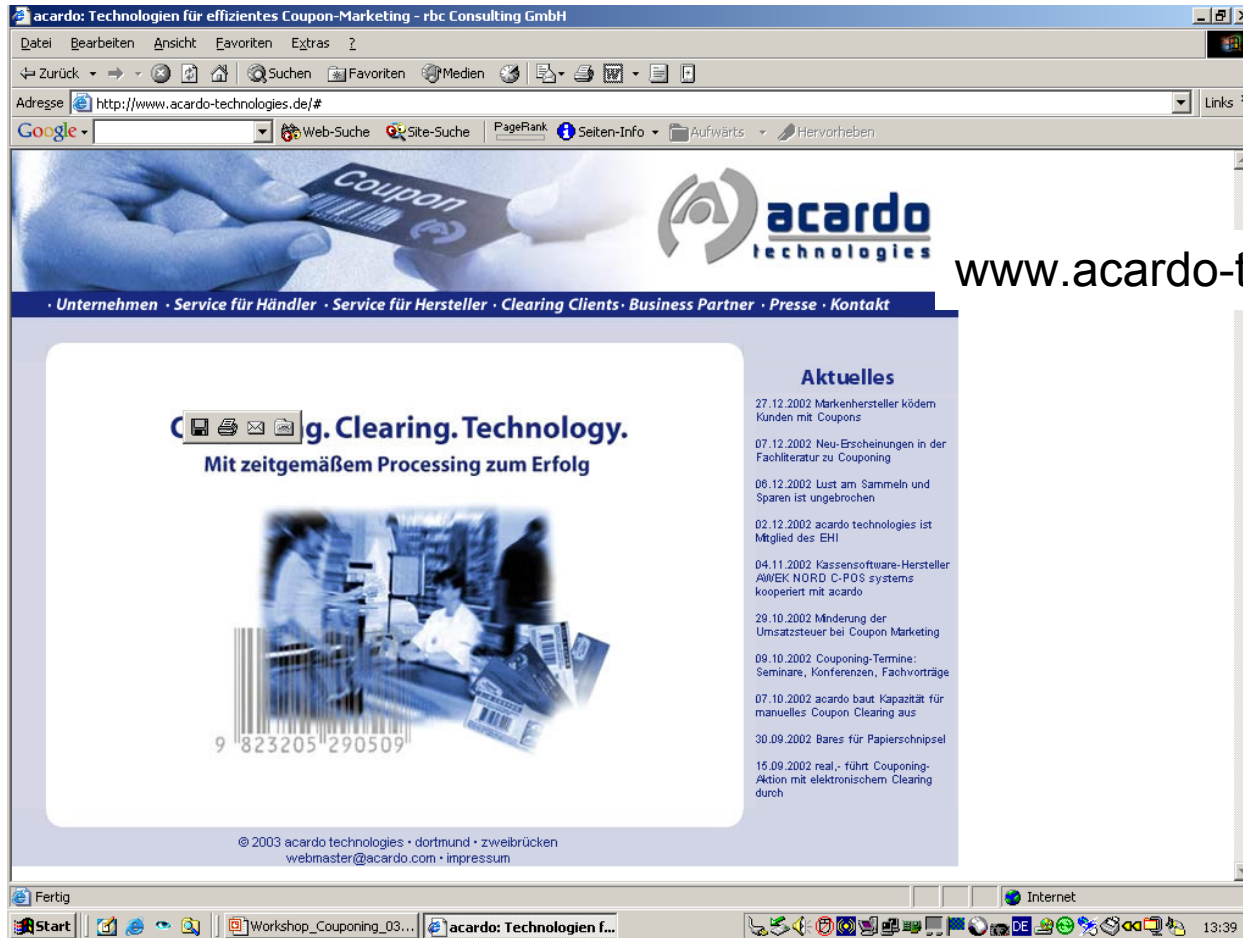 acardo: Technologien für effizientes Coupon-Marketing - rbc Consulting GmbH
Datei Bearbeiten Ansicht Favoriten Extras ?
Zurück Suchen Favoriten Medien
Adresse http://www.acardo-technologies.de/# Links
Google Web-Suche Site-Suche PageRank Seiten-Info Aufwärts Hervorheben
Coupon
acardo
technologies
www.acardo-t
· Unternehmen · Service für Händler · Service für Hersteller · Clearing Clients· Business Partner · Presse · Kontakt
g. Clearing. Technology.
Mit zeitgemäßem Processing zum Erfolg
9 823205 290509
Aktuelles
27.12.2002 Markenhersteller ködern
Kunden mit Coupons
07.12.2002 Neu-Erscheinungen in der
Fachliteratur zu Couponing
06.12.2002 Lust am Sammeln und
Sparen ist ungebrochen
02.12.2002 acardo technologies ist
Mitglied des EHI
04.11.2002 Kassensoftware-Hersteller
AWEK NORD C-POS systems
kooperiert mit acardo
29.10.2002 Minderung der
Umsatzsteuer bei Coupon Marketing
09.10.2002 Couponing-Termine:
Seminare, Konferenzen, Fachvorträge
07.10.2002 acardo baut Kapazität für
manuelles Coupon Clearing aus
30.09.2002 Bares für Papierschnipsel
15.09.2002 real,- führt Couponing-
Aktion mit elektronischem Clearing
durch
© 2003 acardo technologies • dortmund • zweibrücken
webmaster@acardo.com • impressum
Fertig Internet
Start Workshop_Couponing_03... acardo: Technologien f... DE 13:39